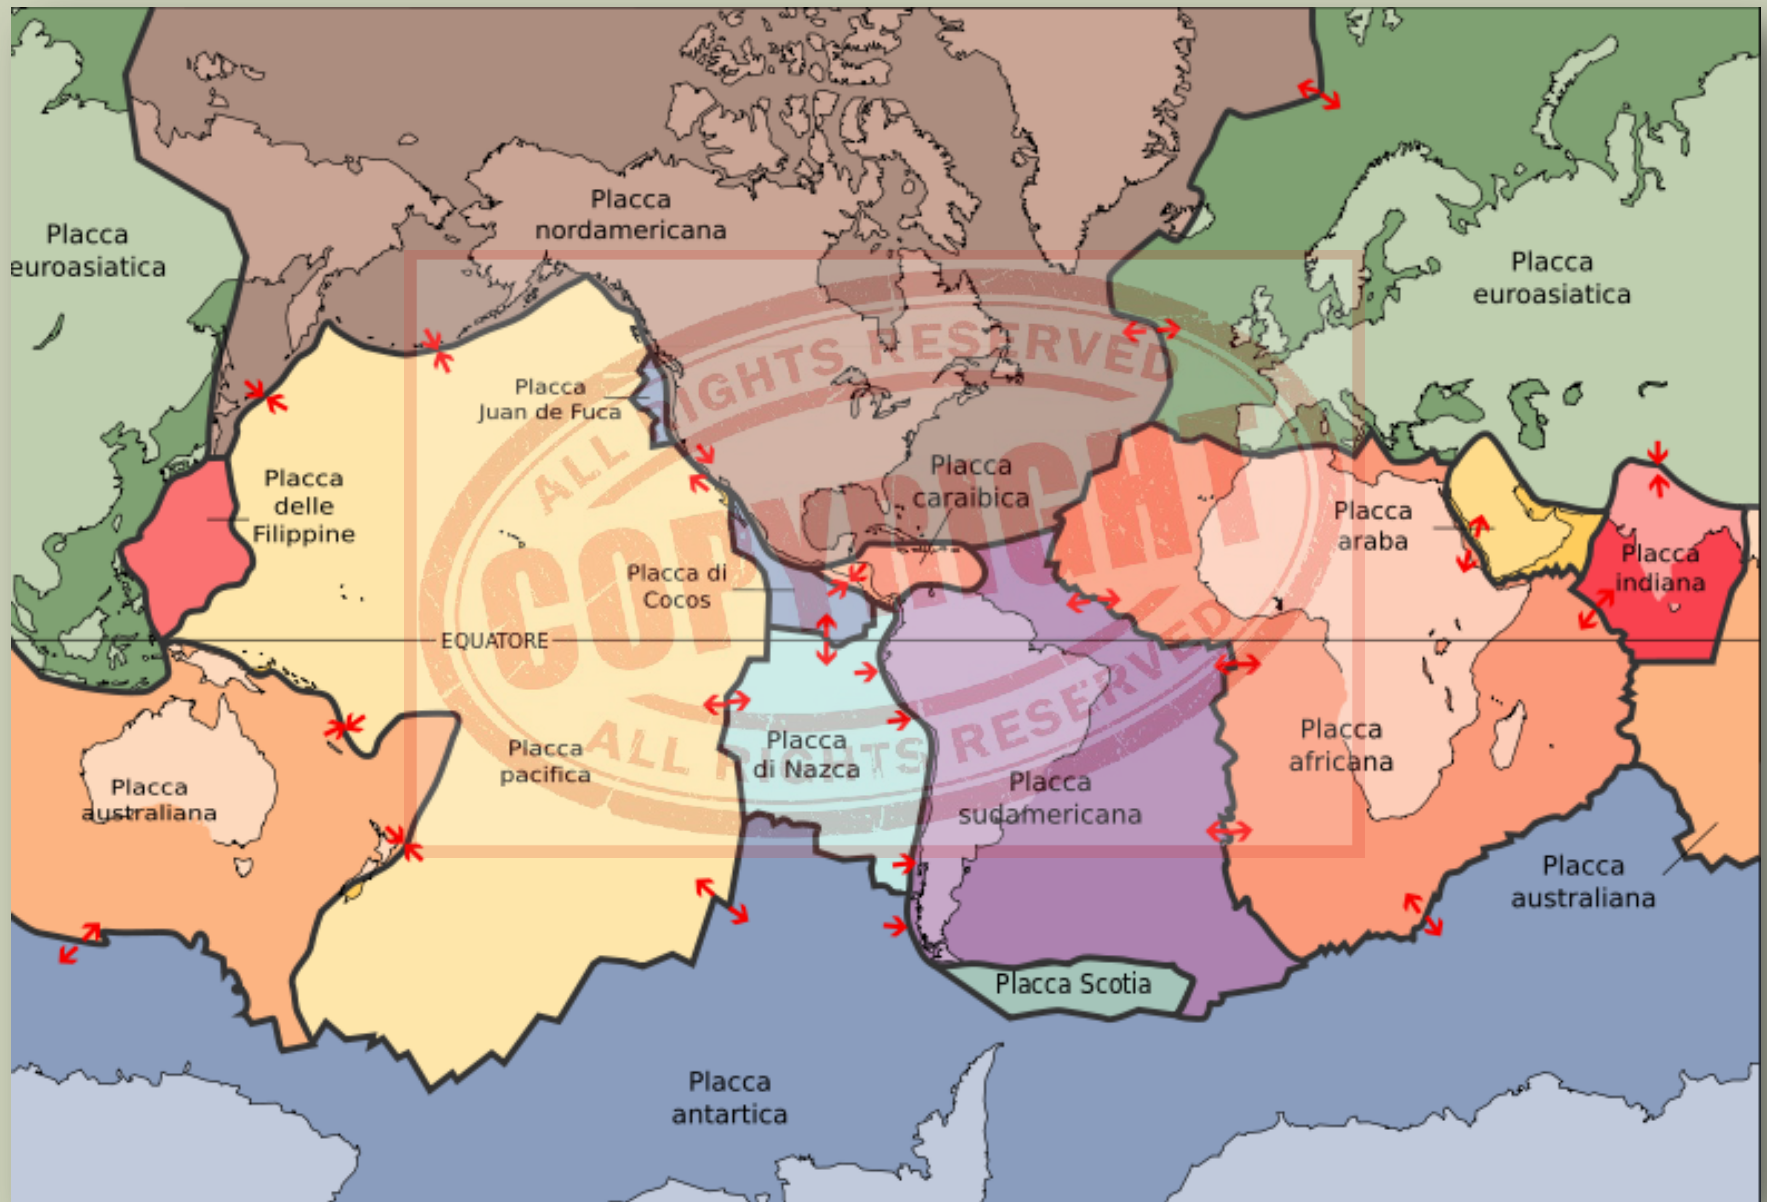 Placca
nordamericana
Placca
euroasiatica
Placca
euroasiatica
Placca
Juan de Fuca
Placca
caraibica
Placca
delle
Filippine
Placca
araba
Placca
indiana
Placca di
Cocos
EQUATORE
Placca
pacifica
Placca
di Nazca
Placca
sudamericana
Placca
africana
Placca
australiana
Placca
australiana
Placca Scotia
Placca
antartica
ALL RIGHTS RESERVED
COPYRIGHT
ALL RIGHTS RESERVED